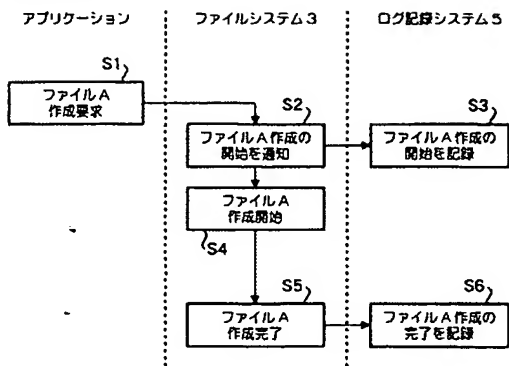 アプリケーション
ファイルシステム3
ログ記録システム5
S1
ファイルA
作成要求
S2
ファイルA作成の
開始を通知
S3
ファイルA作成の
開始を記録
ファイルA
作成開始
S4
S5
ファイルA
作成完了
S6
ファイルA作成の
完了を記録